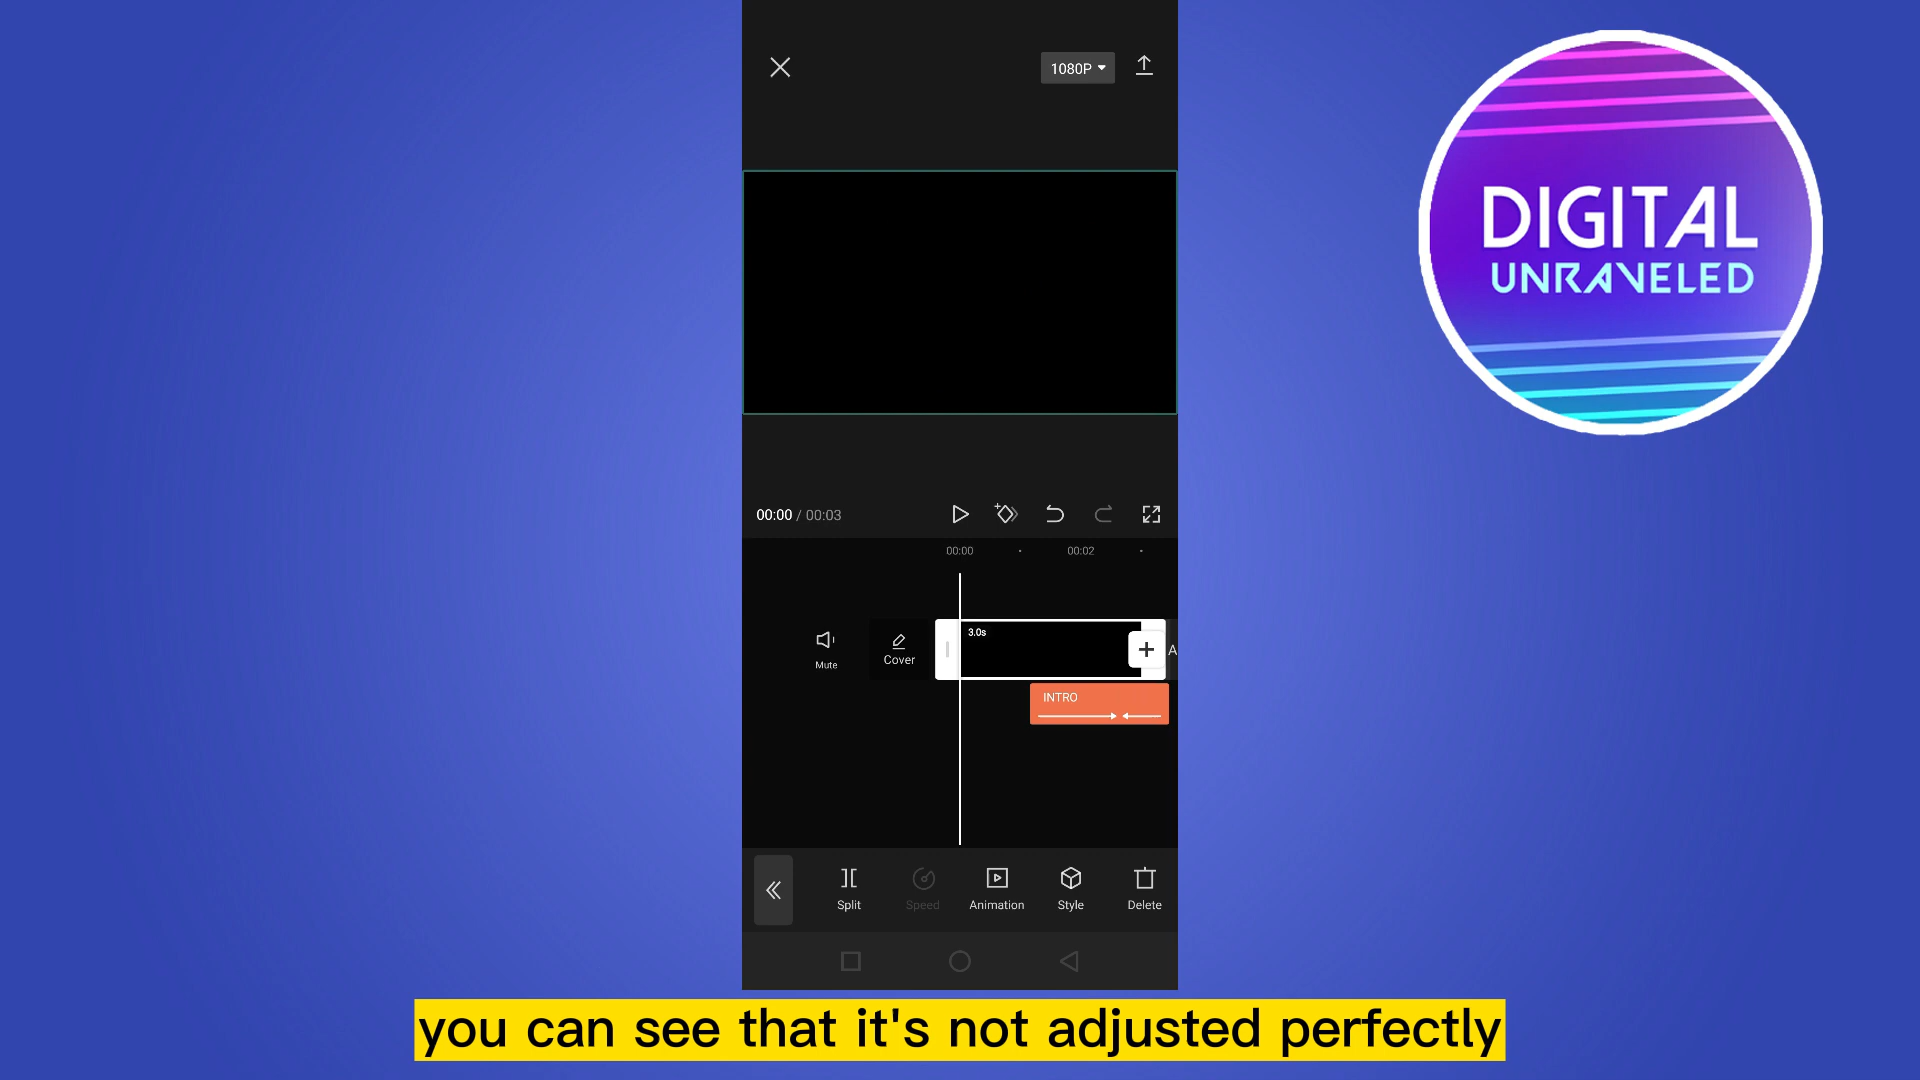 1080P
DIGITAL
UNRAVELED
00:00 / 00:03
00:00
00:02
3.0s
Mute
Cover
A
INTRO
Split
Speed
Animation
Style
Delete
you can see that it's not adjusted perfectly